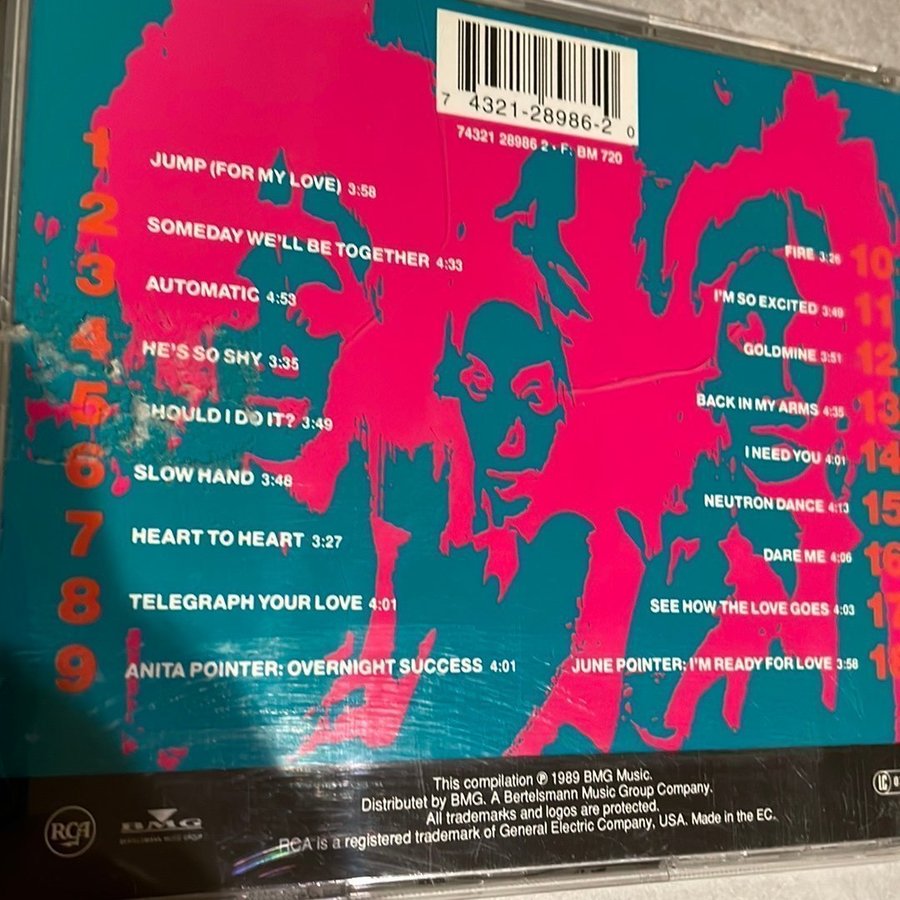 7 4321-28986-2 0
74321 28986 2 • F: BM 720
1 JUMP (FOR MY LOVE) 3:58
2 SOMEDAY WE'LL BE TOGETHER 4:33
3 AUTOMATIC 4:53
4 HE'S SO SHY 3:35
5 SHOULD I DO IT? 3:49
6 SLOW HAND 3:48
7 HEART TO HEART 3:27
8 TELEGRAPH YOUR LOVE 4:01
9 ANITA POINTER: OVERNIGHT SUCCESS 4:01
FIRE 3:26 10
I'M SO EXCITED 3:49 11
GOLDMINE 3:51 12
BACK IN MY ARMS 4:35 13
I NEED YOU 4:01 14
NEUTRON DANCE 4:13 15
DARE ME 4:06 16
SEE HOW THE LOVE GOES 4:03 17
JUNE POINTER: I'M READY FOR LOVE 3:58 18
This compilation ℗ 1989 BMG Music.
Distributet by BMG. A Bertelsmann Music Group Company.
All trademarks and logos are protected.
RCA is a registered trademark of General Electric Company, USA. Made in the EC.
RCA
BMG
BERTELSMANN MUSIC GROUP
LC